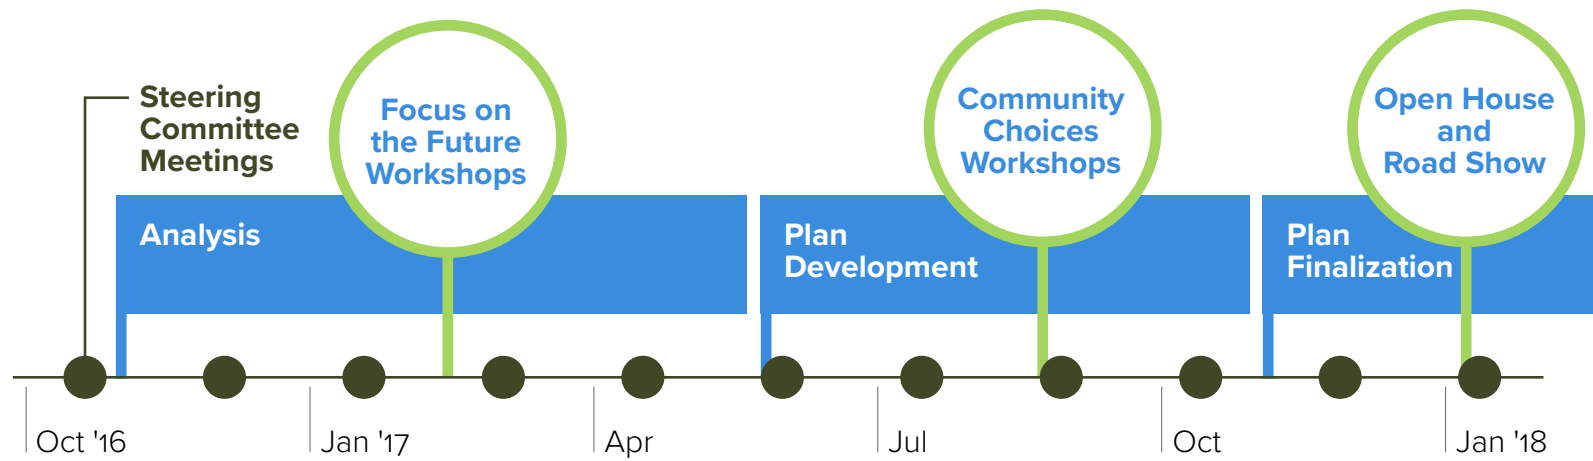 Steering
Committee
Meetings
Focus on
the Future
Workshops
Community
Choices
Workshops
Open House
and
Road Show
Analysis
Plan
Development
Plan
Finalization
Oct '16
Jan '17
Apr
Jul
Oct
Jan '18